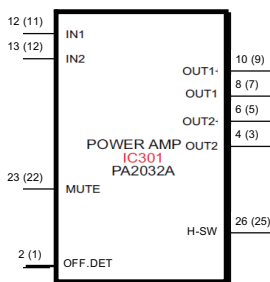 12 (11)
IN1
13 (12)
IN2
10 (9)
OUT1-
8 (7)
OUT1
6 (5)
OUT2-
4 (3)
OUT2
POWER AMP
IC301
PA2032A
23 (22)
MUTE
26 (25)
H-SW
2 (1)
OFF.DET